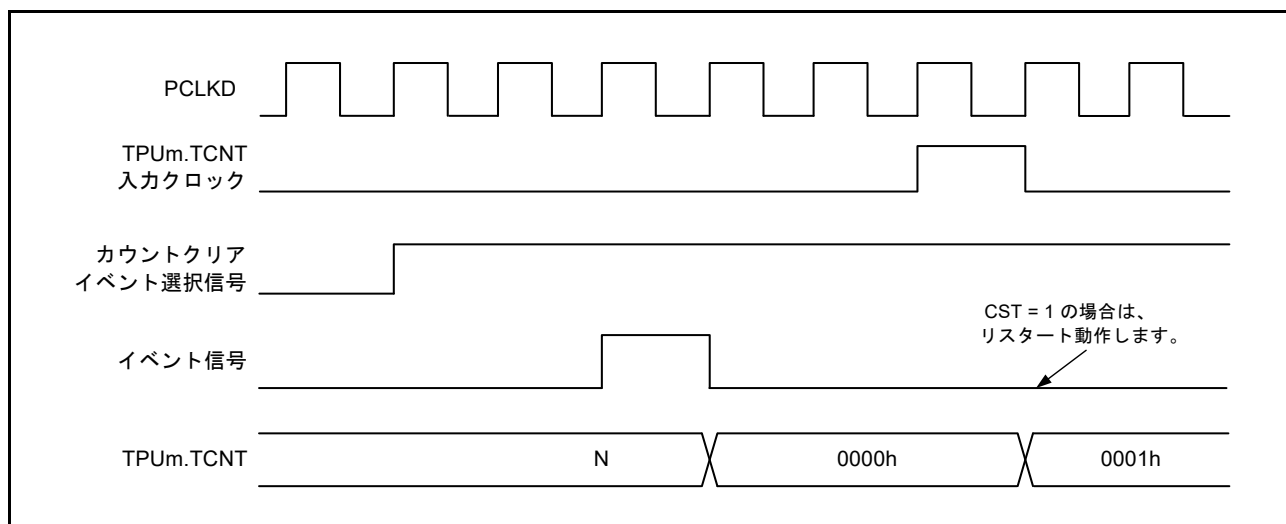 PCLKD
TPUm.TCNT
入力クロック
カウントクリア
イベント選択信号
CST = 1 の場合は、
リスタート動作します。
イベント信号
TPUm.TCNT
N
0000h
0001h